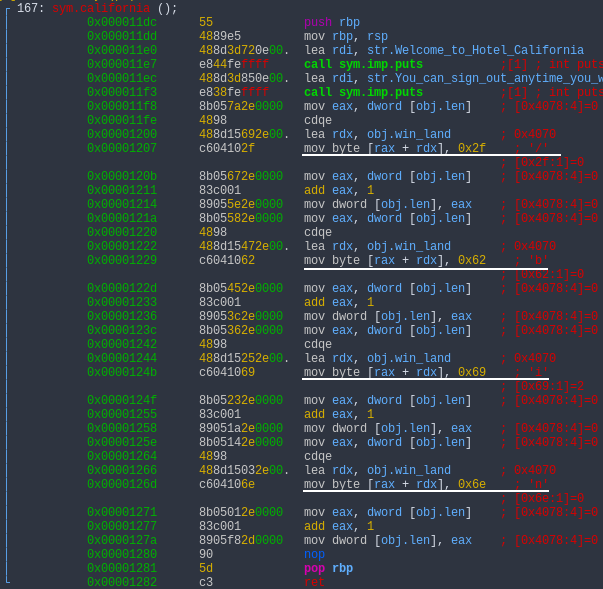 167: sym.california ();
0x000011dc 55 push rbp
0x000011dd 4889e5 mov rbp, rsp
0x000011e0 488d3d720e00. lea rdi, str.Welcome_to_Hotel_California
0x000011e7 e844feffff call sym.imp.puts ;[1] ; int puts
0x000011ec 488d3d850e00. lea rdi, str.You_can_sign_out_anytime_you_w
0x000011f3 e838feffff call sym.imp.puts ;[1] ; int puts
0x000011f8 8b057a2e0000 mov eax, dword [obj.len] ; [0x4078:4]=0
0x000011fe 4898 cdqe
0x00001200 488d15692e00. lea rdx, obj.win_land ; 0x4070
0x00001207 c604102f mov byte [rax + rdx], 0x2f ; '/'
; [0x2f:1]=0
0x0000120b 8b05672e0000 mov eax, dword [obj.len] ; [0x4078:4]=0
0x00001211 83c001 add eax, 1
0x00001214 89055e2e0000 mov dword [obj.len], eax ; [0x4078:4]=0
0x0000121a 8b05582e0000 mov eax, dword [obj.len] ; [0x4078:4]=0
0x00001220 4898 cdqe
0x00001222 488d15472e00. lea rdx, obj.win_land ; 0x4070
0x00001229 c6041062 mov byte [rax + rdx], 0x62 ; 'b'
; [0x62:1]=0
0x0000122d 8b05452e0000 mov eax, dword [obj.len] ; [0x4078:4]=0
0x00001233 83c001 add eax, 1
0x00001236 89053c2e0000 mov dword [obj.len], eax ; [0x4078:4]=0
0x0000123c 8b05362e0000 mov eax, dword [obj.len] ; [0x4078:4]=0
0x00001242 4898 cdqe
0x00001244 488d15252e00. lea rdx, obj.win_land ; 0x4070
0x0000124b c6041069 mov byte [rax + rdx], 0x69 ; 'i'
; [0x69:1]=2
0x0000124f 8b05232e0000 mov eax, dword [obj.len] ; [0x4078:4]=0
0x00001255 83c001 add eax, 1
0x00001258 89051a2e0000 mov dword [obj.len], eax ; [0x4078:4]=0
0x0000125e 8b05142e0000 mov eax, dword [obj.len] ; [0x4078:4]=0
0x00001264 4898 cdqe
0x00001266 488d15032e00. lea rdx, obj.win_land ; 0x4070
0x0000126d c604106e mov byte [rax + rdx], 0x6e ; 'n'
; [0x6e:1]=0
0x00001271 8b05012e0000 mov eax, dword [obj.len] ; [0x4078:4]=0
0x00001277 83c001 add eax, 1
0x0000127a 8905f82d0000 mov dword [obj.len], eax ; [0x4078:4]=0
0x00001280 90 nop
0x00001281 5d pop rbp
0x00001282 c3 ret